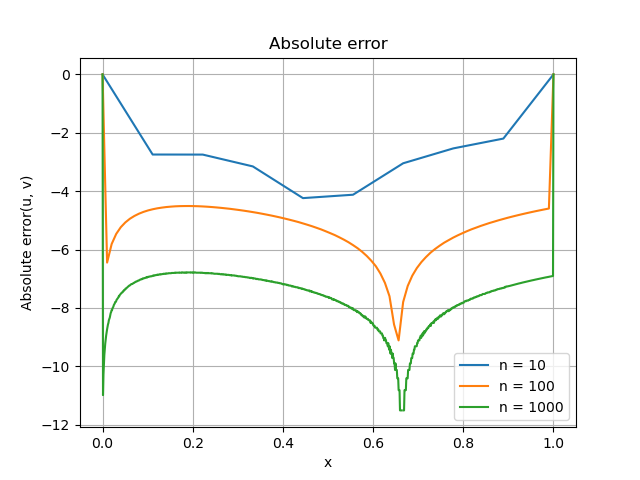 Absolute error
Absolute error(u, v)
0
−2
−4
−6
−8
−10
−12
0.0 0.2 0.4 0.6 0.8 1.0
x
n = 10
n = 100
n = 1000